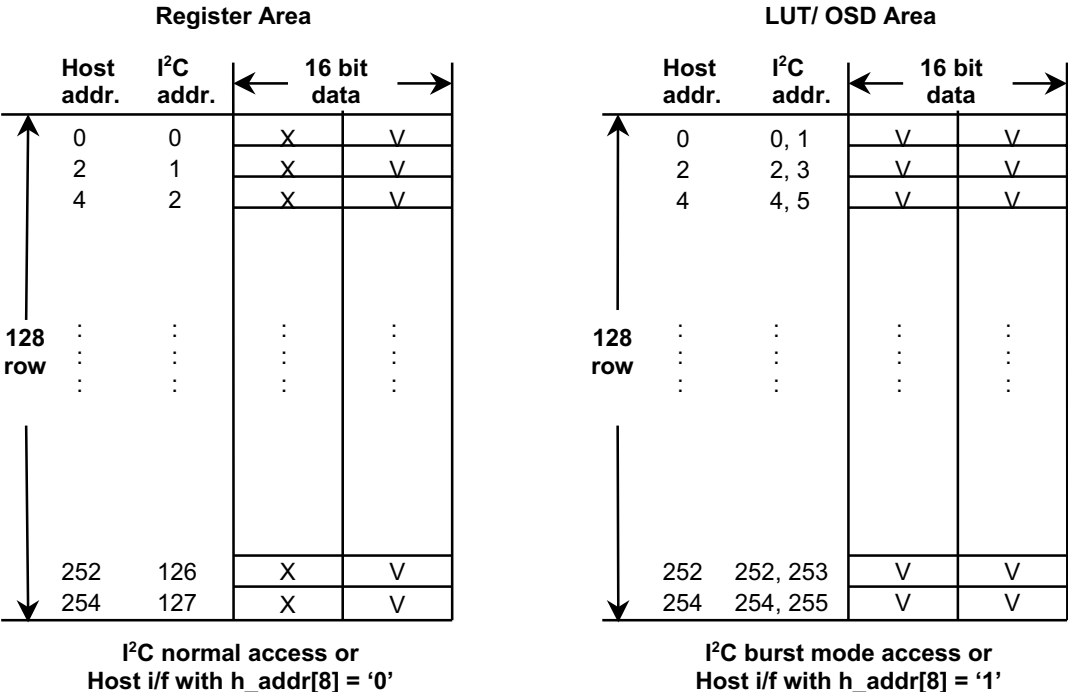 Register Area
Host addr. I²C addr. 16 bit data
0 0 X V
2 1 X V
4 2 X V
: : : :
128 row : : : :
: : : :
252 126 X V
254 127 X V
I²C normal access or
Host i/f with h_addr[8] = ‘0’
LUT/ OSD Area
Host addr. I²C addr. 16 bit data
0 0, 1 V V
2 2, 3 V V
4 4, 5 V V
: : : :
128 row : : : :
: : : :
252 252, 253 V V
254 254, 255 V V
I²C burst mode access or
Host i/f with h_addr[8] = ‘1’